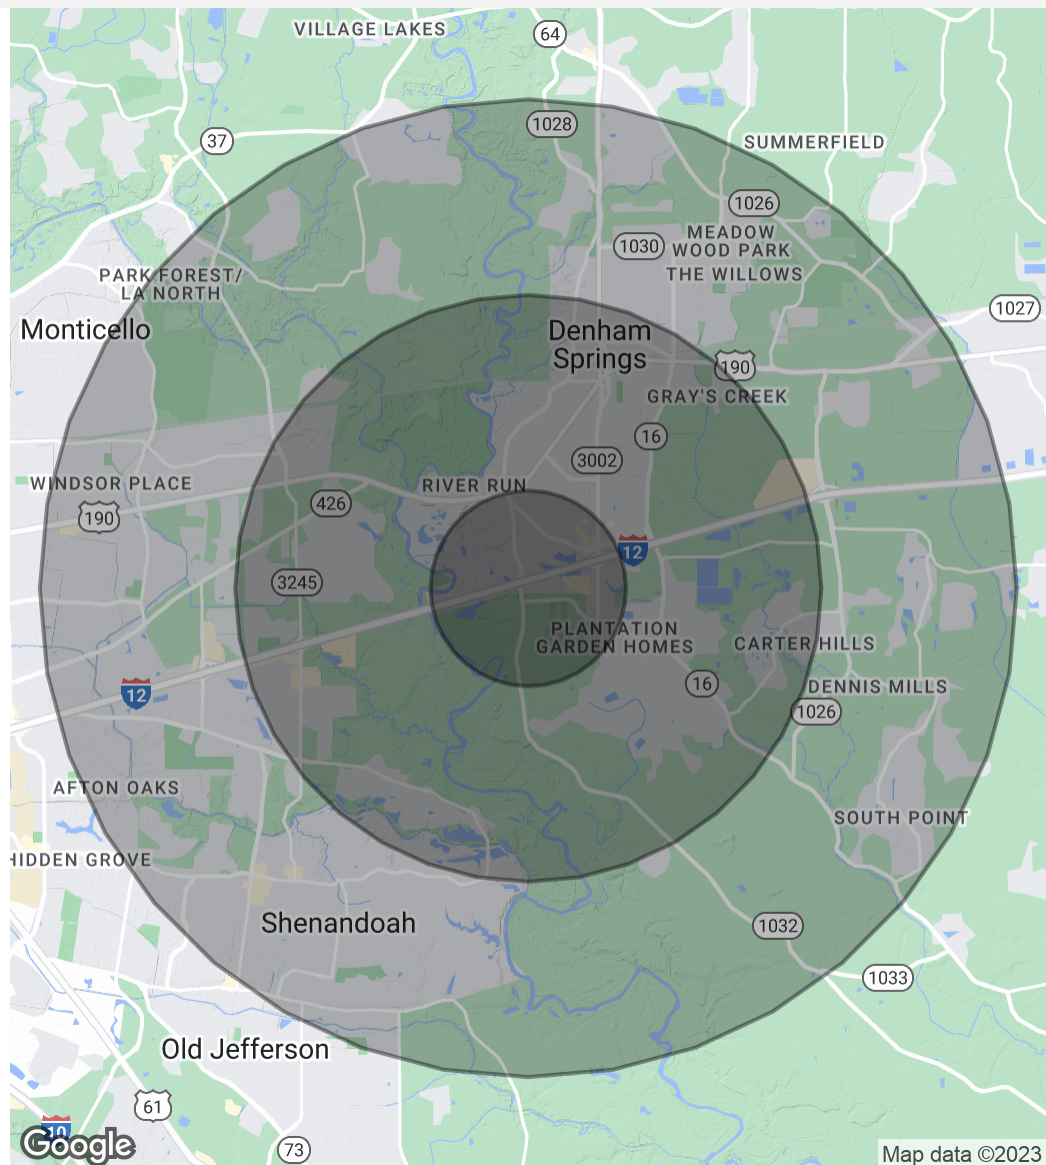 VILLAGE LAKES
64
1028
37
SUMMERFIELD
1026
MEADOW
WOOD PARK
1030
THE WILLOWS
PARK FOREST/
LA NORTH
1027
Monticello
Denham
Springs
190
GRAY'S CREEK
16
3002
WINDSOR PLACE
RIVER RUN
426
190
12
3245
PLANTATION
GARDEN HOMES
CARTER HILLS
16
DENNIS MILLS
12
1026
AFTON OAKS
SOUTH POINT
HIDDEN GROVE
Shenandoah
1032
1033
Old Jefferson
61
10
73
Google
Map data ©2023